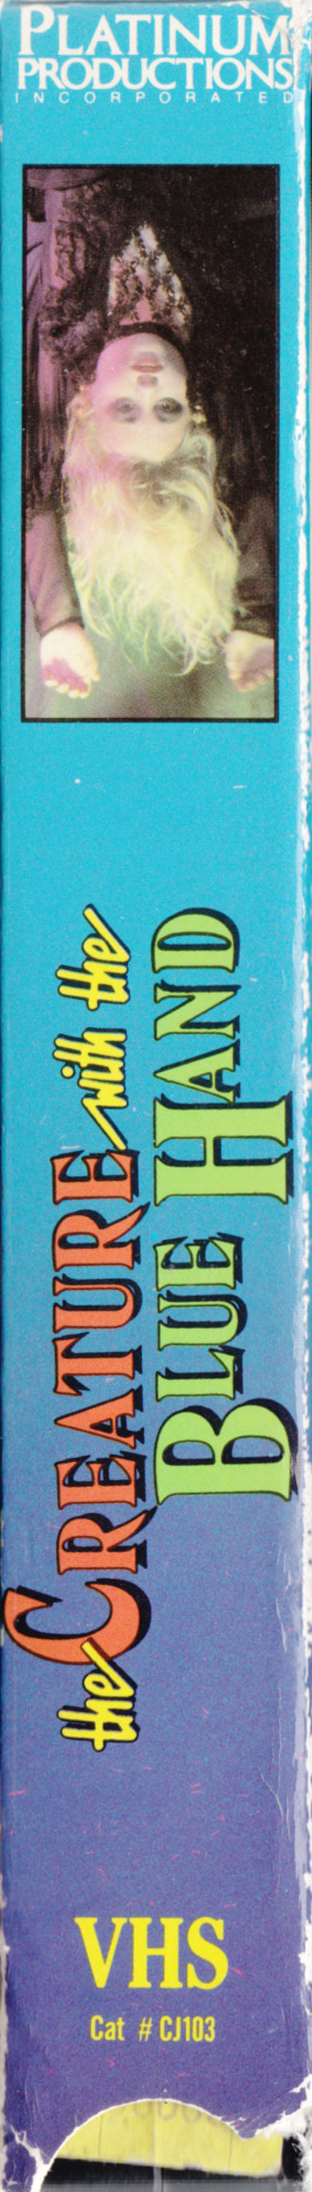 PLATINUM
PRODUCTIONS
INCORPORATED
the CREATURE with the
BLUE HAND
VHS
Cat # CJ103